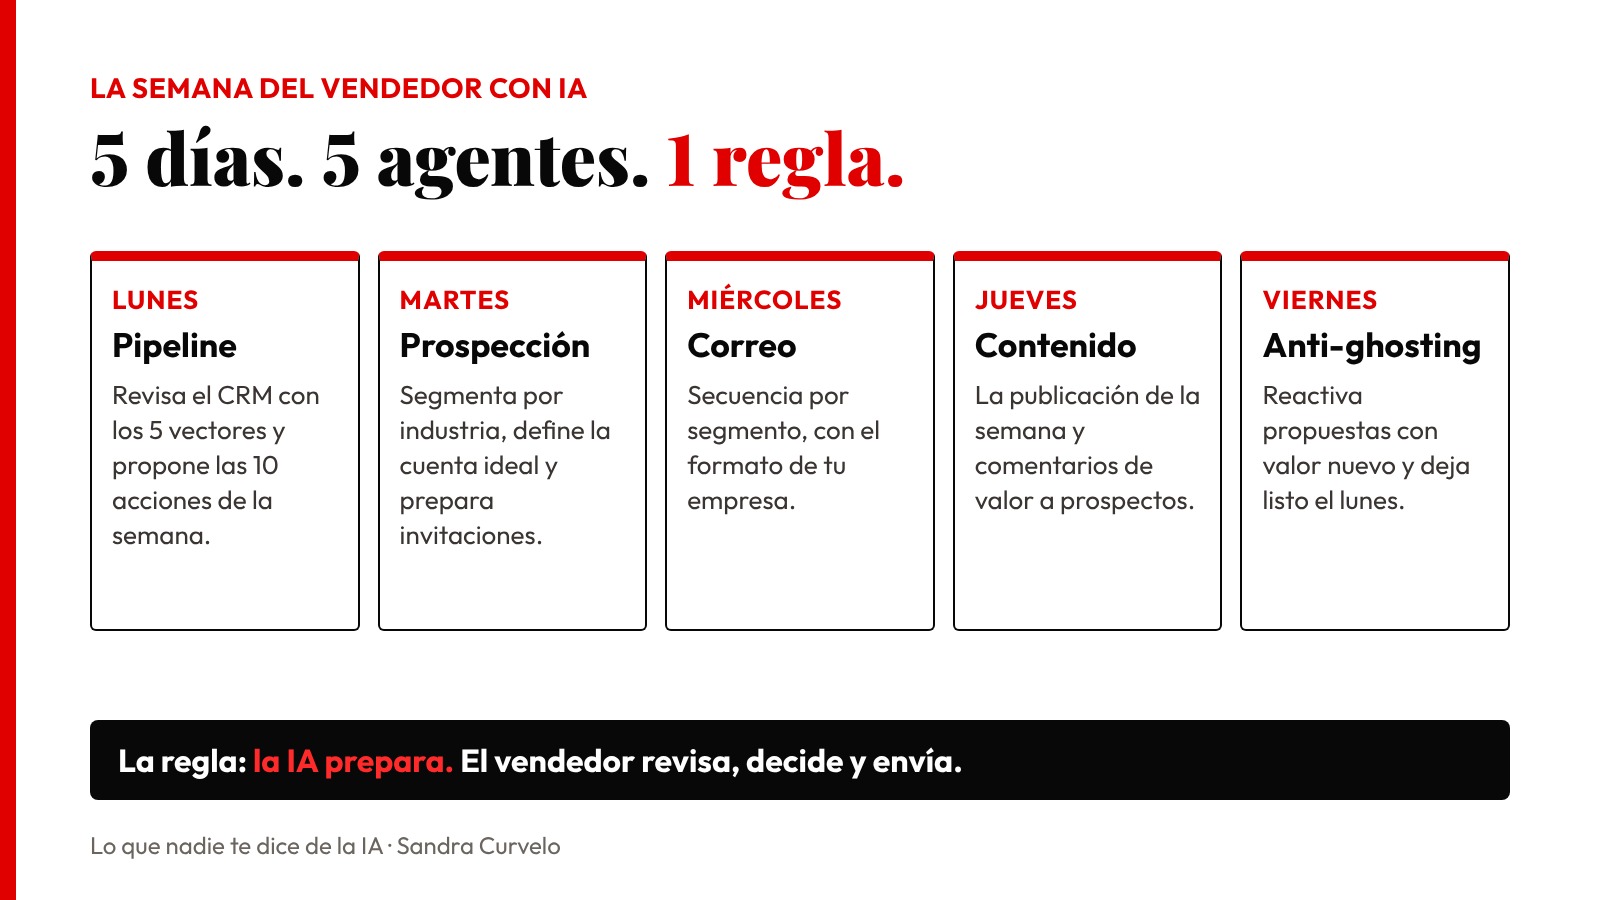 LA SEMANA DEL VENDEDOR CON IA
5 días. 5 agentes. 1 regla.
LUNES
Pipeline
Revisa el CRM con
los 5 vectores y
propone las 10
acciones de la
semana.
MARTES
Prospección
Segmenta por
industria, define la
cuenta ideal y
prepara
invitaciones.
MIÉRCOLES
Correo
Secuencia por
segmento, con el
formato de tu
empresa.
JUEVES
Contenido
La publicación de la
semana y
comentarios de
valor a prospectos.
VIERNES
Anti-ghosting
Reactiva
propuestas con
valor nuevo y deja
listo el lunes.
La regla: la IA prepara. El vendedor revisa, decide y envía.
Lo que nadie te dice de la IA · Sandra Curvelo